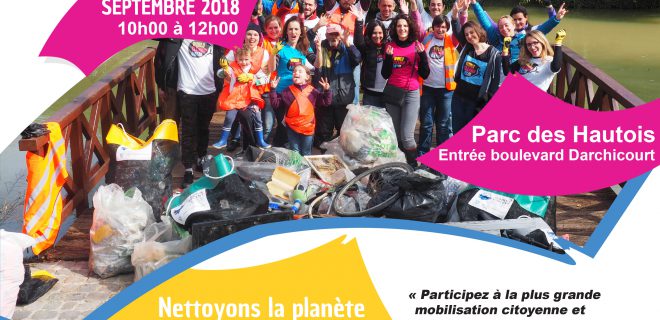 SEPTEMBRE 2018
10h00 à 12h00
Parc des Hautois
Entrée boulevard Darchicourt
Nettoyons la planète
« Participez à la plus grande
mobilisation citoyenne et